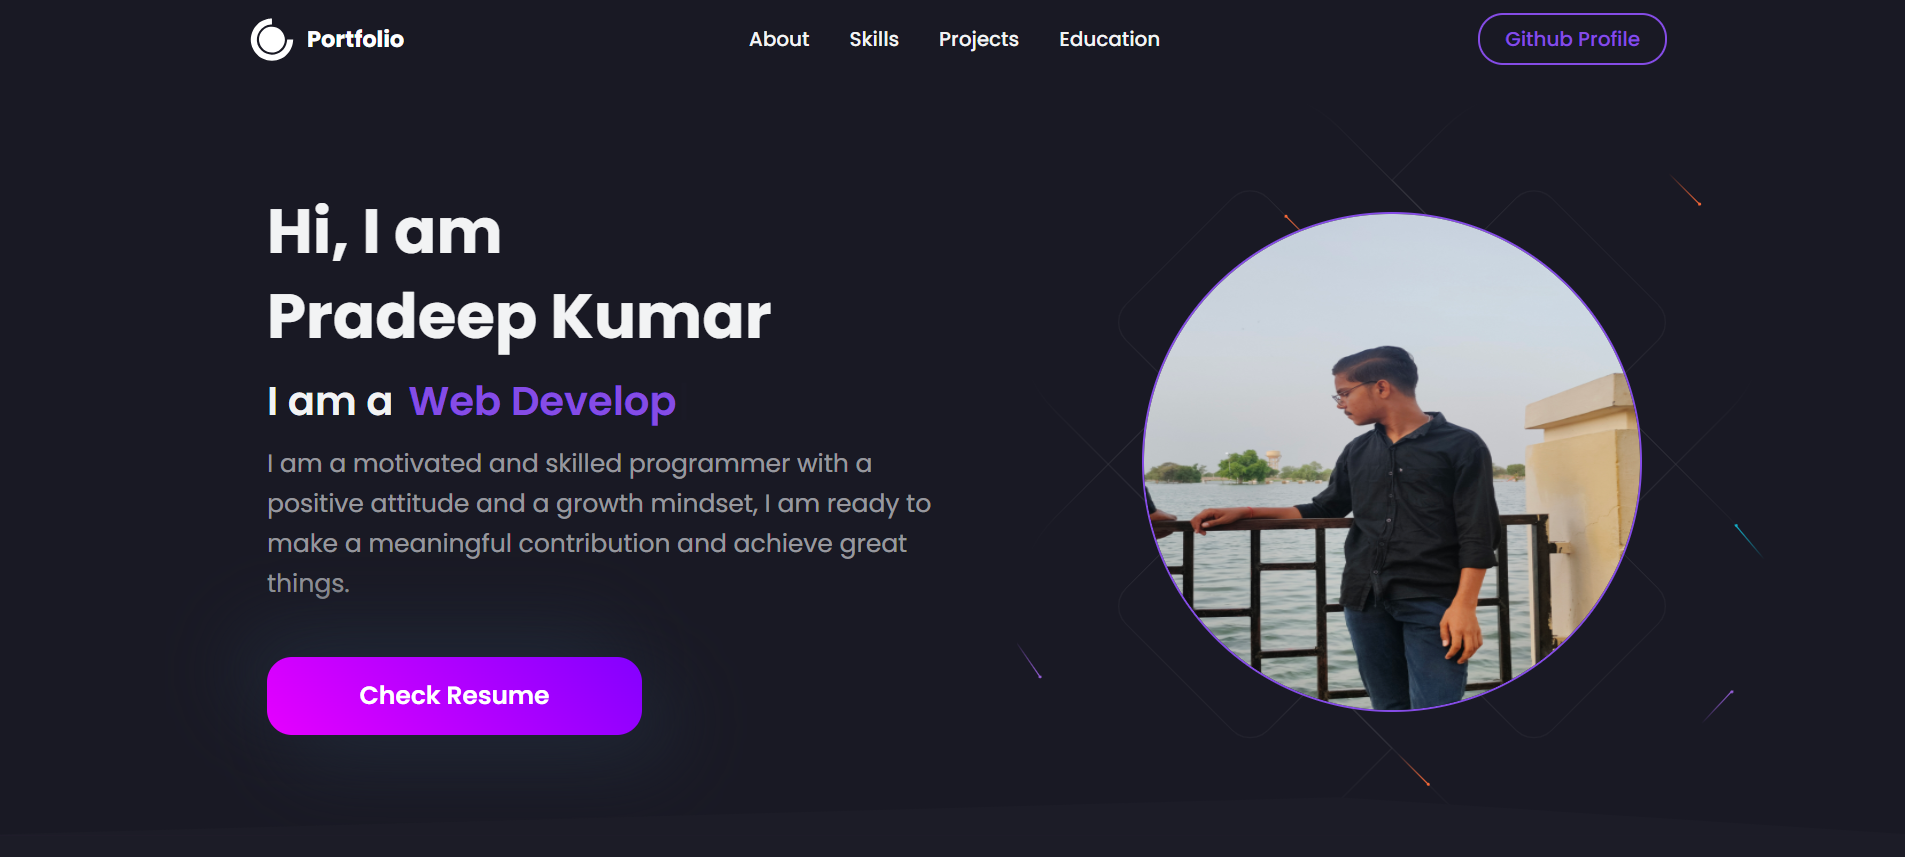 Portfolio
About Skills Projects Education
Github Profile
Hi, I am
Pradeep Kumar
I am a Web Develop
I am a motivated and skilled programmer with a
positive attitude and a growth mindset, I am ready to
make a meaningful contribution and achieve great
things.
Check Resume